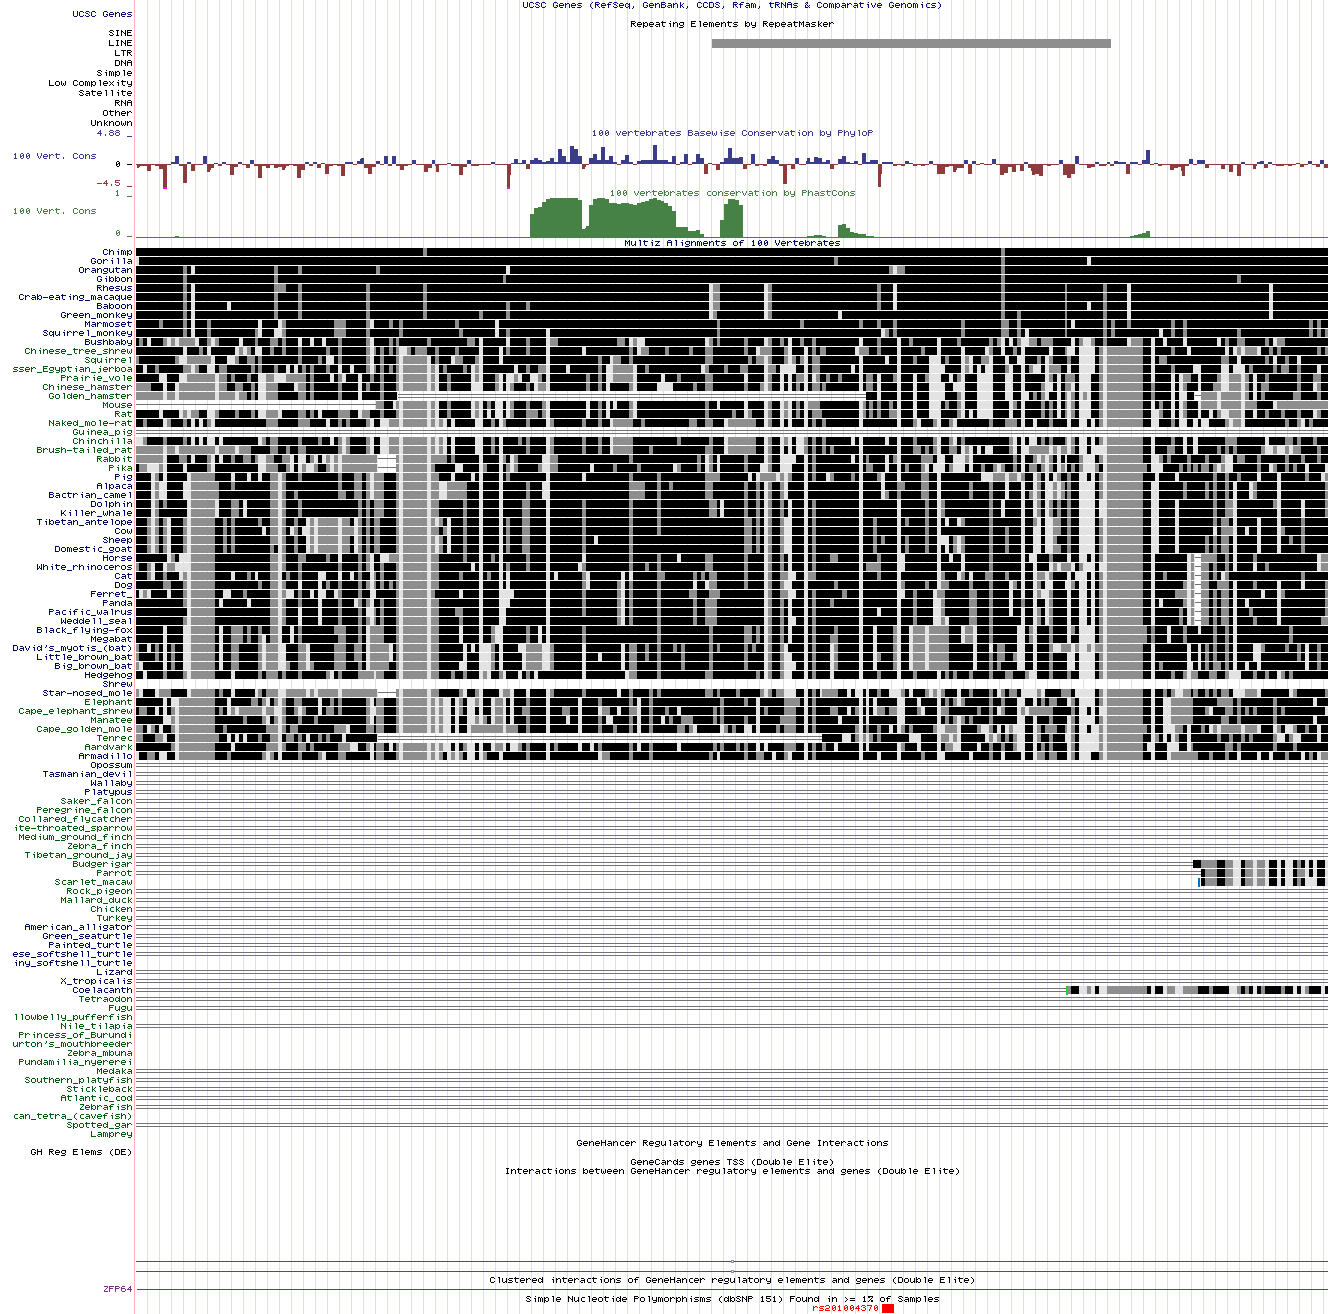 UCSC Genes (RefSeq, GenBank, CCDS, Rfam, tRNAs & Comparative Genomics)
UCSC Genes
Repeating Elements by RepeatMasker
SINE
LINE
LTR
DNA
Simple
Low Complexity
Satellite
RNA
Other
Unknown
4.88 _
100 vertebrates Basewise Conservation by PhyloP
100 Vert. Cons
0 _
-4.5 _
100 vertebrates conservation by PhastCons
1 _
100 Vert. Cons
0 _
Multiz Alignments of 100 Vertebrates
Chimp
Gorilla
Orangutan
Gibbon
Rhesus
Crab-eating_macaque
Baboon
Green_monkey
Marmoset
Squirrel_monkey
Bushbaby
Chinese_tree_shrew
Squirrel
sser_Egyptian_jerboa
Prairie_vole
Chinese_hamster
Golden_hamster
Mouse
Rat
Naked_mole-rat
Guinea_pig
Chinchilla
Brush-tailed_rat
Rabbit
Pika
Pig
Alpaca
Bactrian_camel
Dolphin
Killer_whale
Tibetan_antelope
Cow
Sheep
Domestic_goat
Horse
White_rhinoceros
Cat
Dog
Ferret_
Panda
Pacific_walrus
Weddell_seal
Black_flying-fox
Megabat
David's_myotis_(bat)
Little_brown_bat
Big_brown_bat
Hedgehog
Shrew
Star-nosed_mole
Elephant
Cape_elephant_shrew
Manatee
Cape_golden_mole
Tenrec
Aardvark
Armadillo
Opossum
Tasmanian_devil
Wallaby
Platypus
Saker_falcon
Peregrine_falcon
Collared_flycatcher
ite-throated_sparrow
Medium_ground_finch
Zebra_finch
Tibetan_ground_jay
Budgerigar
Parrot
Scarlet_macaw
Rock_pigeon
Mallard_duck
Chicken
Turkey
American_alligator
Green_seaturtle
Painted_turtle
ese_softshell_turtle
iny_softshell_turtle
Lizard
X_tropicalis
Coelacanth
Tetraodon
Fugu
llowbelly_pufferfish
Nile_tilapia
Princess_of_Burundi
urton's_mouthbreeder
Zebra_mbuna
Pundamilia_nyererei
Medaka
Southern_platyfish
Stickleback
Atlantic_cod
Zebrafish
can_tetra_(cavefish)
Spotted_gar
Lamprey
GeneHancer Regulatory Elements and Gene Interactions
GH Reg Elems (DE)
GeneCards genes TSS (Double Elite)
Interactions between GeneHancer regulatory elements and genes (Double Elite)
Clustered interactions of GeneHancer regulatory elements and genes (Double Elite)
ZFP64
Simple Nucleotide Polymorphisms (dbSNP 151) Found in >= 1% of Samples
rs201004370